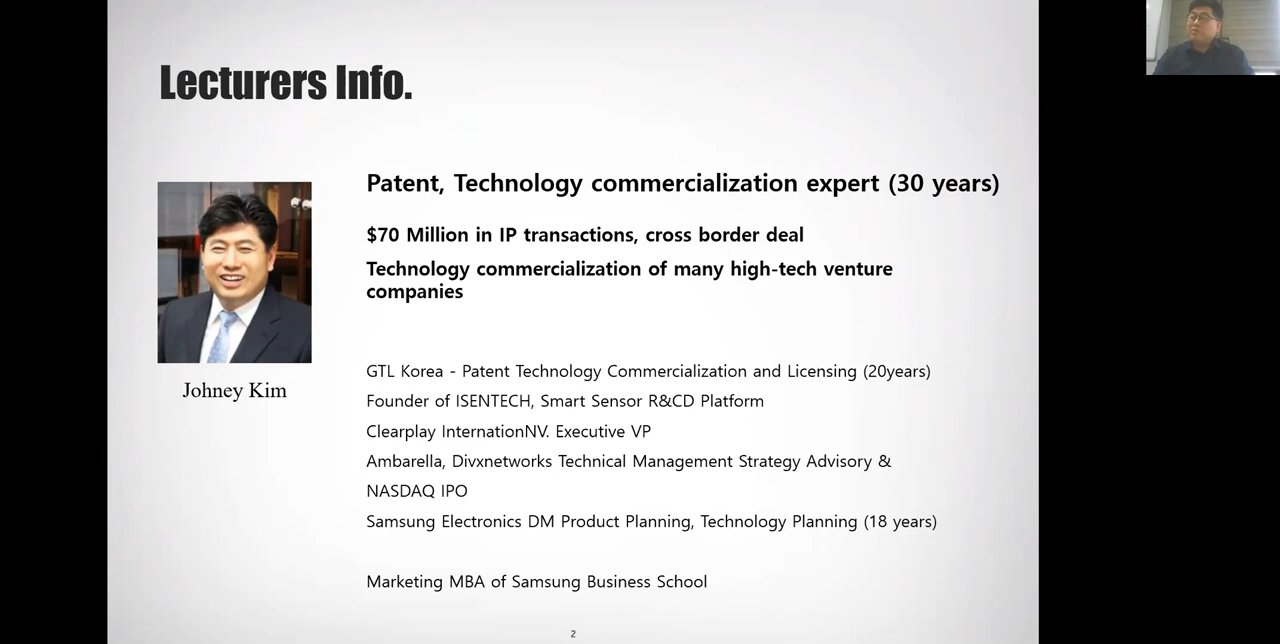 Lecturers Info.
Patent, Technology commercialization expert (30 years)
$70 Million in IP transactions, cross border deal
Technology commercialization of many high-tech venture
companies
Johney Kim
GTL Korea - Patent Technology Commercialization and Licensing (20years)
Founder of ISENTECH, Smart Sensor R&CD Platform
Clearplay InternationNV. Executive VP
Ambarella, Divxnetworks Technical Management Strategy Advisory &
NASDAQ IPO
Samsung Electronics DM Product Planning, Technology Planning (18 years)
Marketing MBA of Samsung Business School
2